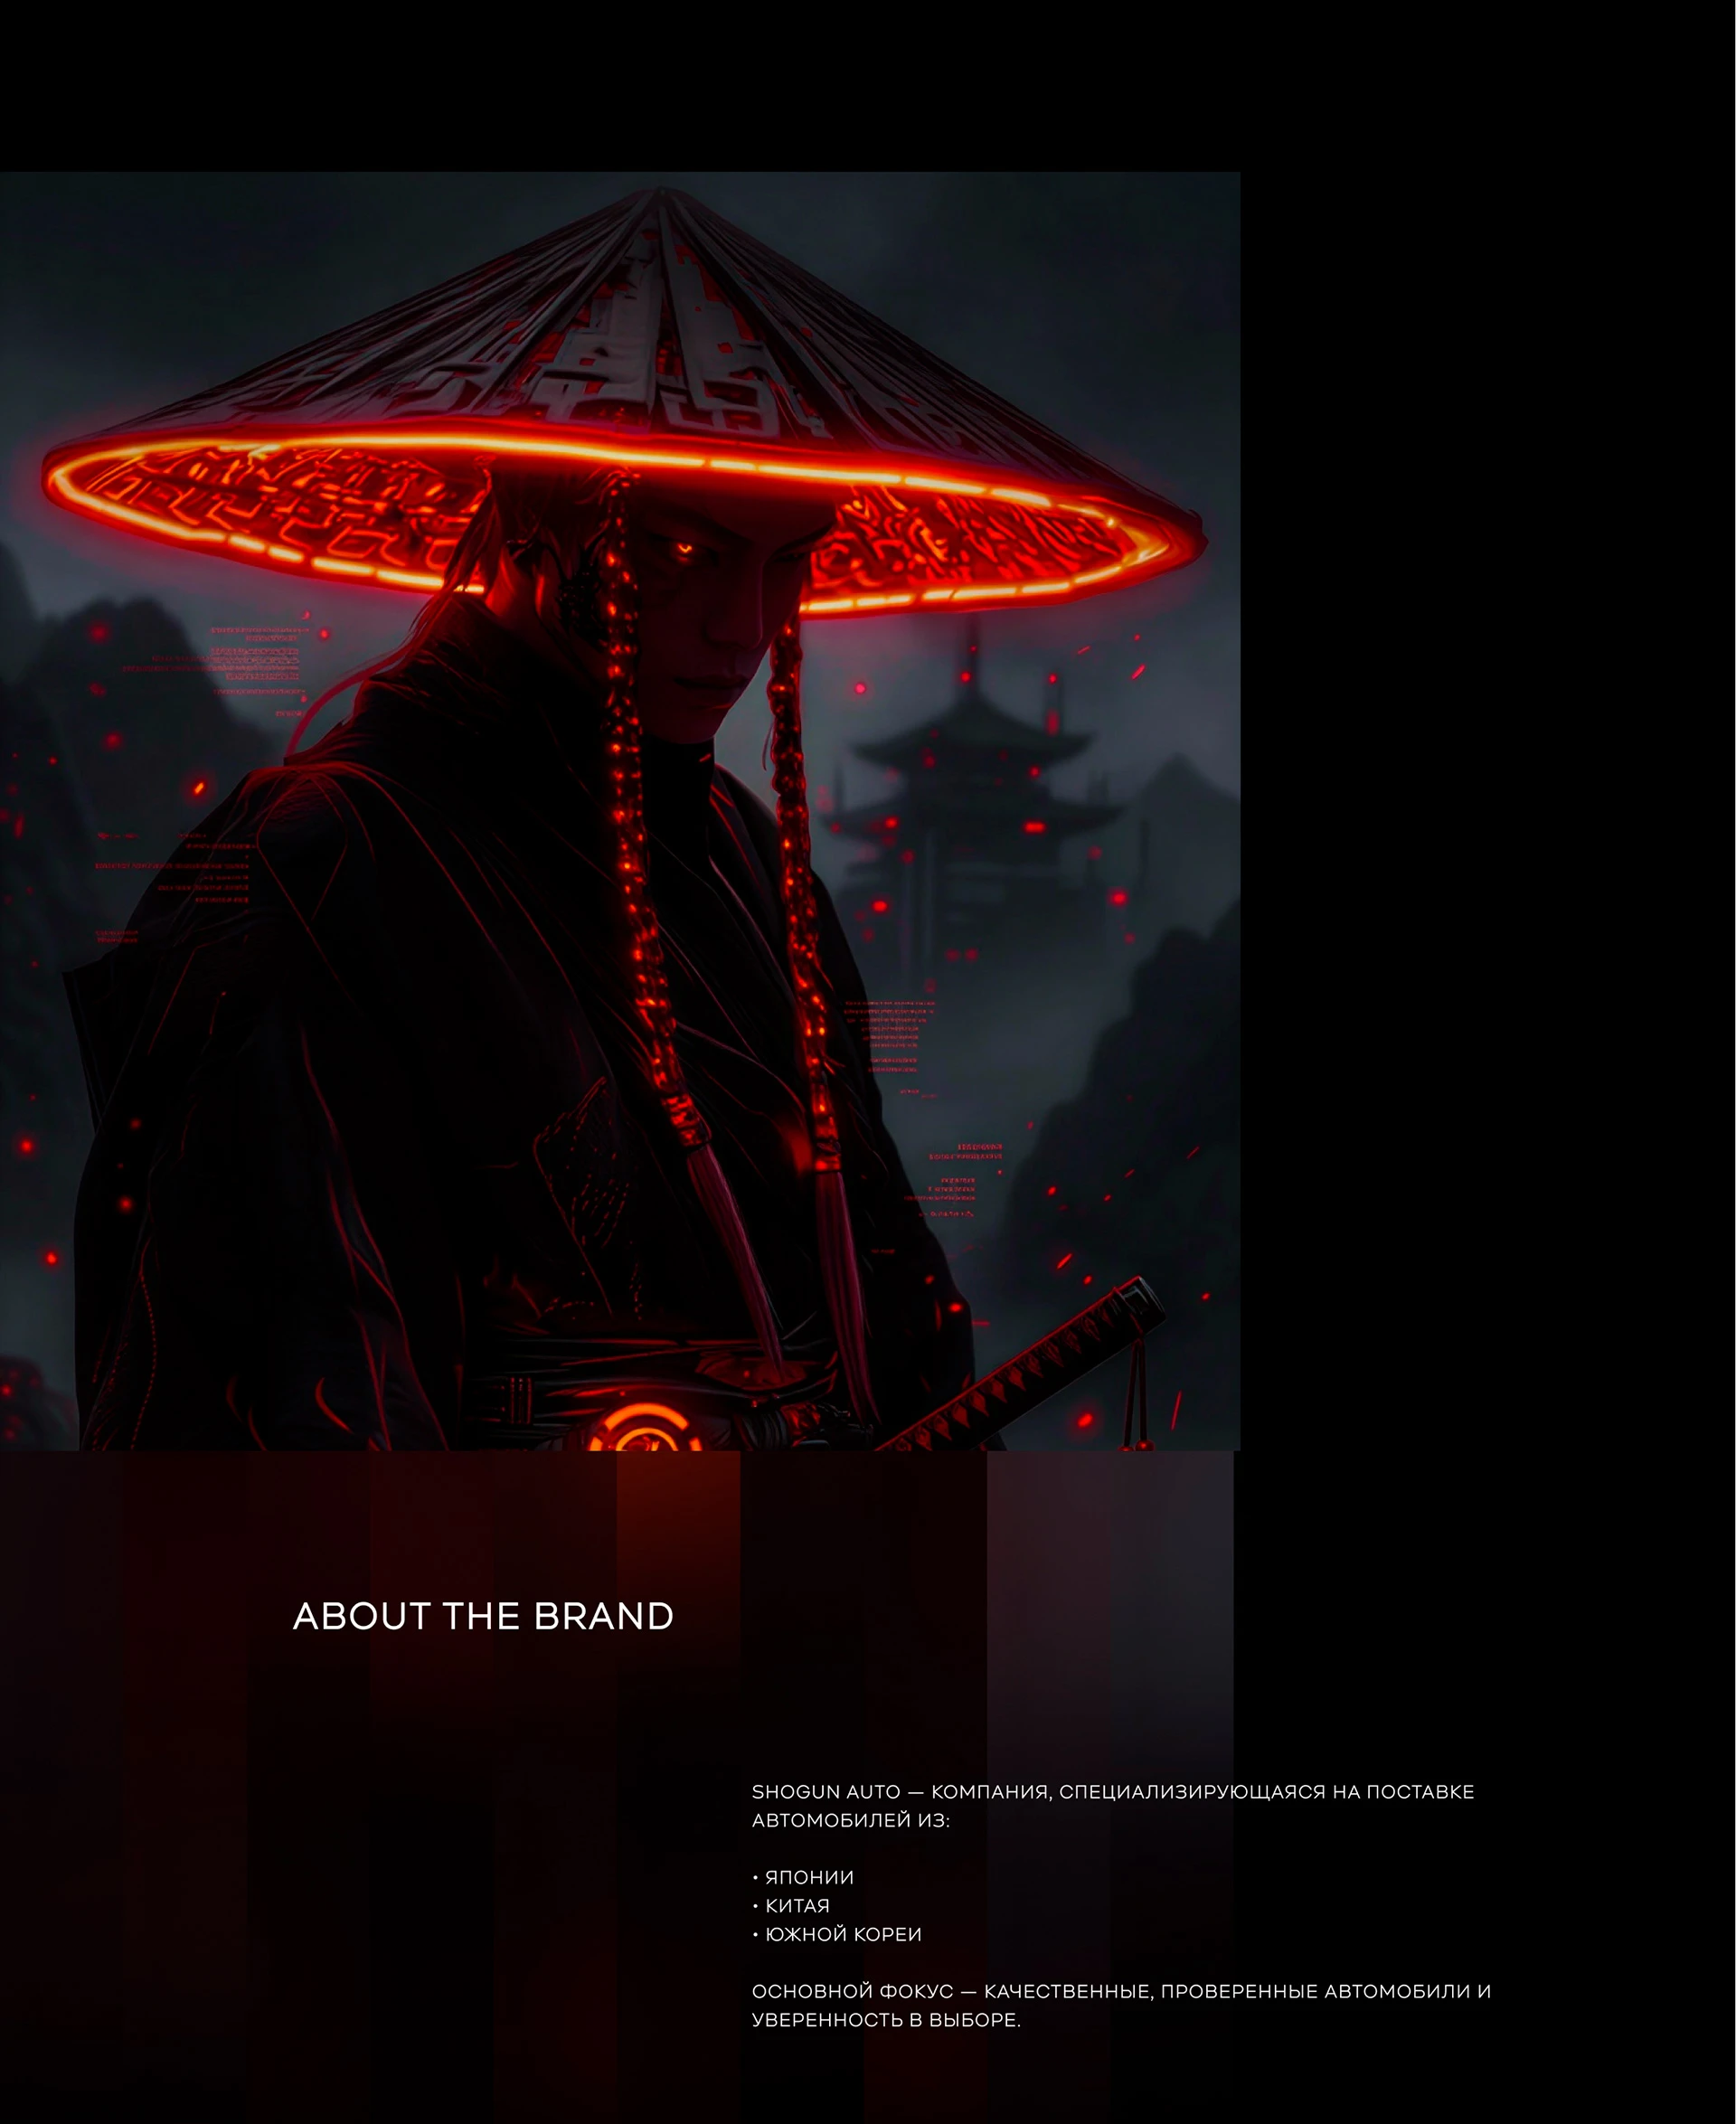 ABOUT THE BRAND
SHOGUN AUTO — КОМПАНИЯ, СПЕЦИАЛИЗИРУЮЩАЯСЯ НА ПОСТАВКЕ
АВТОМОБИЛЕЙ ИЗ:
• ЯПОНИИ
• КИТАЯ
• ЮЖНОЙ КОРЕИ
ОСНОВНОЙ ФОКУС — КАЧЕСТВЕННЫЕ, ПРОВЕРЕННЫЕ АВТОМОБИЛИ И
УВЕРЕННОСТЬ В ВЫБОРЕ.